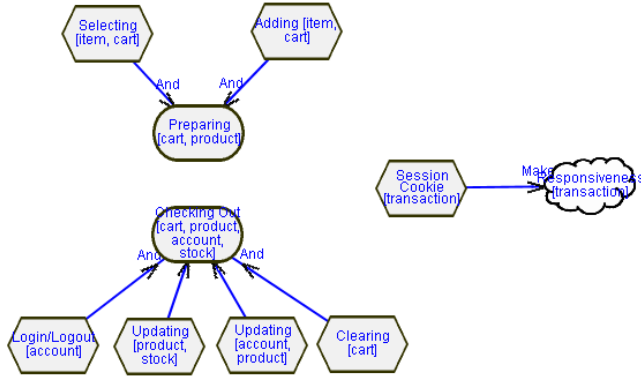 Selecting
[item, cart]
Adding [item,
cart]
And
And
Preparing
[cart, product]
Session
Cookie
[transaction]
Make
Responsiveness
[transaction]
Checking Out
[cart, product,
account,
stock]
And
And
Login/Logout
[account]
Updating
[product,
stock]
Updating
[account,
product]
Clearing
[cart]